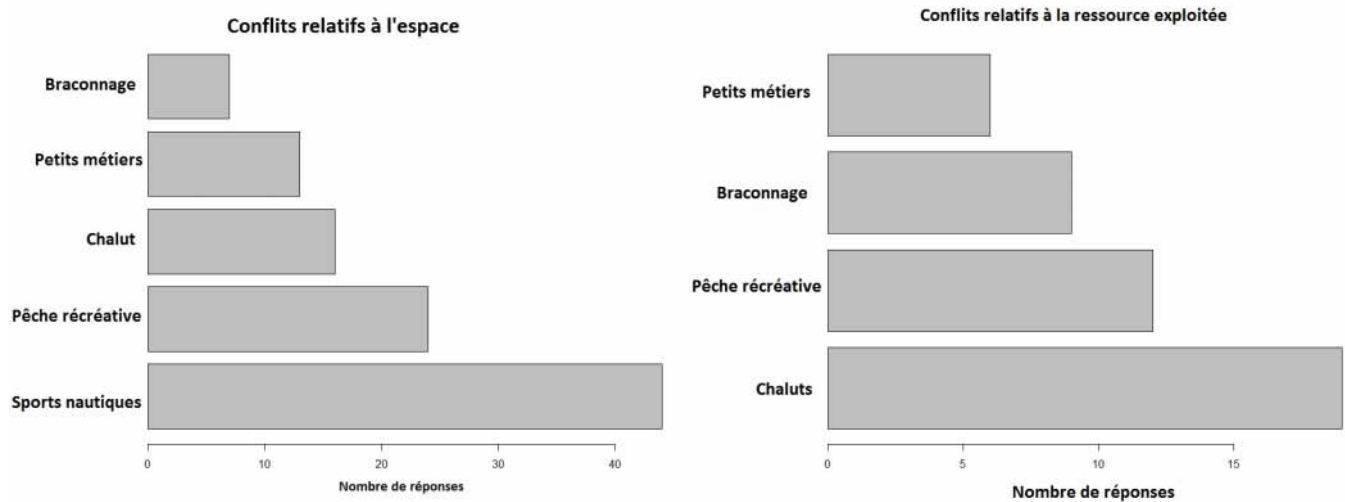 Conflits relatifs à l'espace
Braconnage
Petits métiers
Chalut
Pêche récréative
Sports nautiques
0 10 20 30 40
Nombre de réponses
Conflits relatifs à la ressource exploitée
Petits métiers
Braconnage
Pêche récréative
Chaluts
0 5 10 15
Nombre de réponses